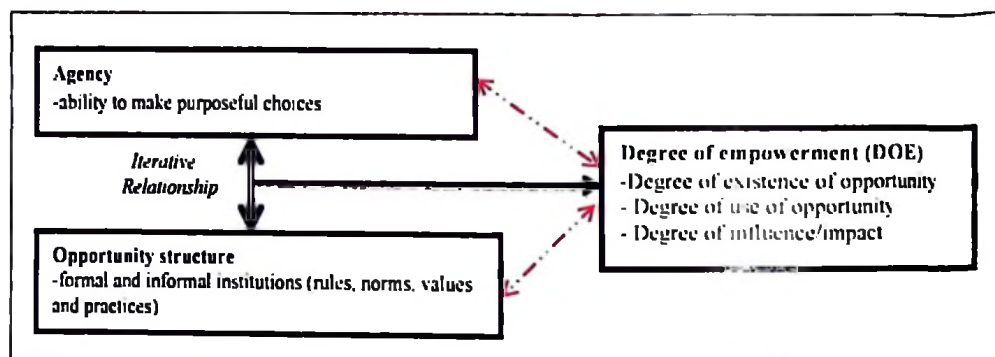 Agency
-ability to make purposeful choices
Iterative
Relationship
Opportunity structure
-formal and informal institutions (rules, norms, values
and practices)
Degree of empowerment (DOE)
-Degree of existence of opportunity
- Degree of use of opportunity
- Degree of influence/impact